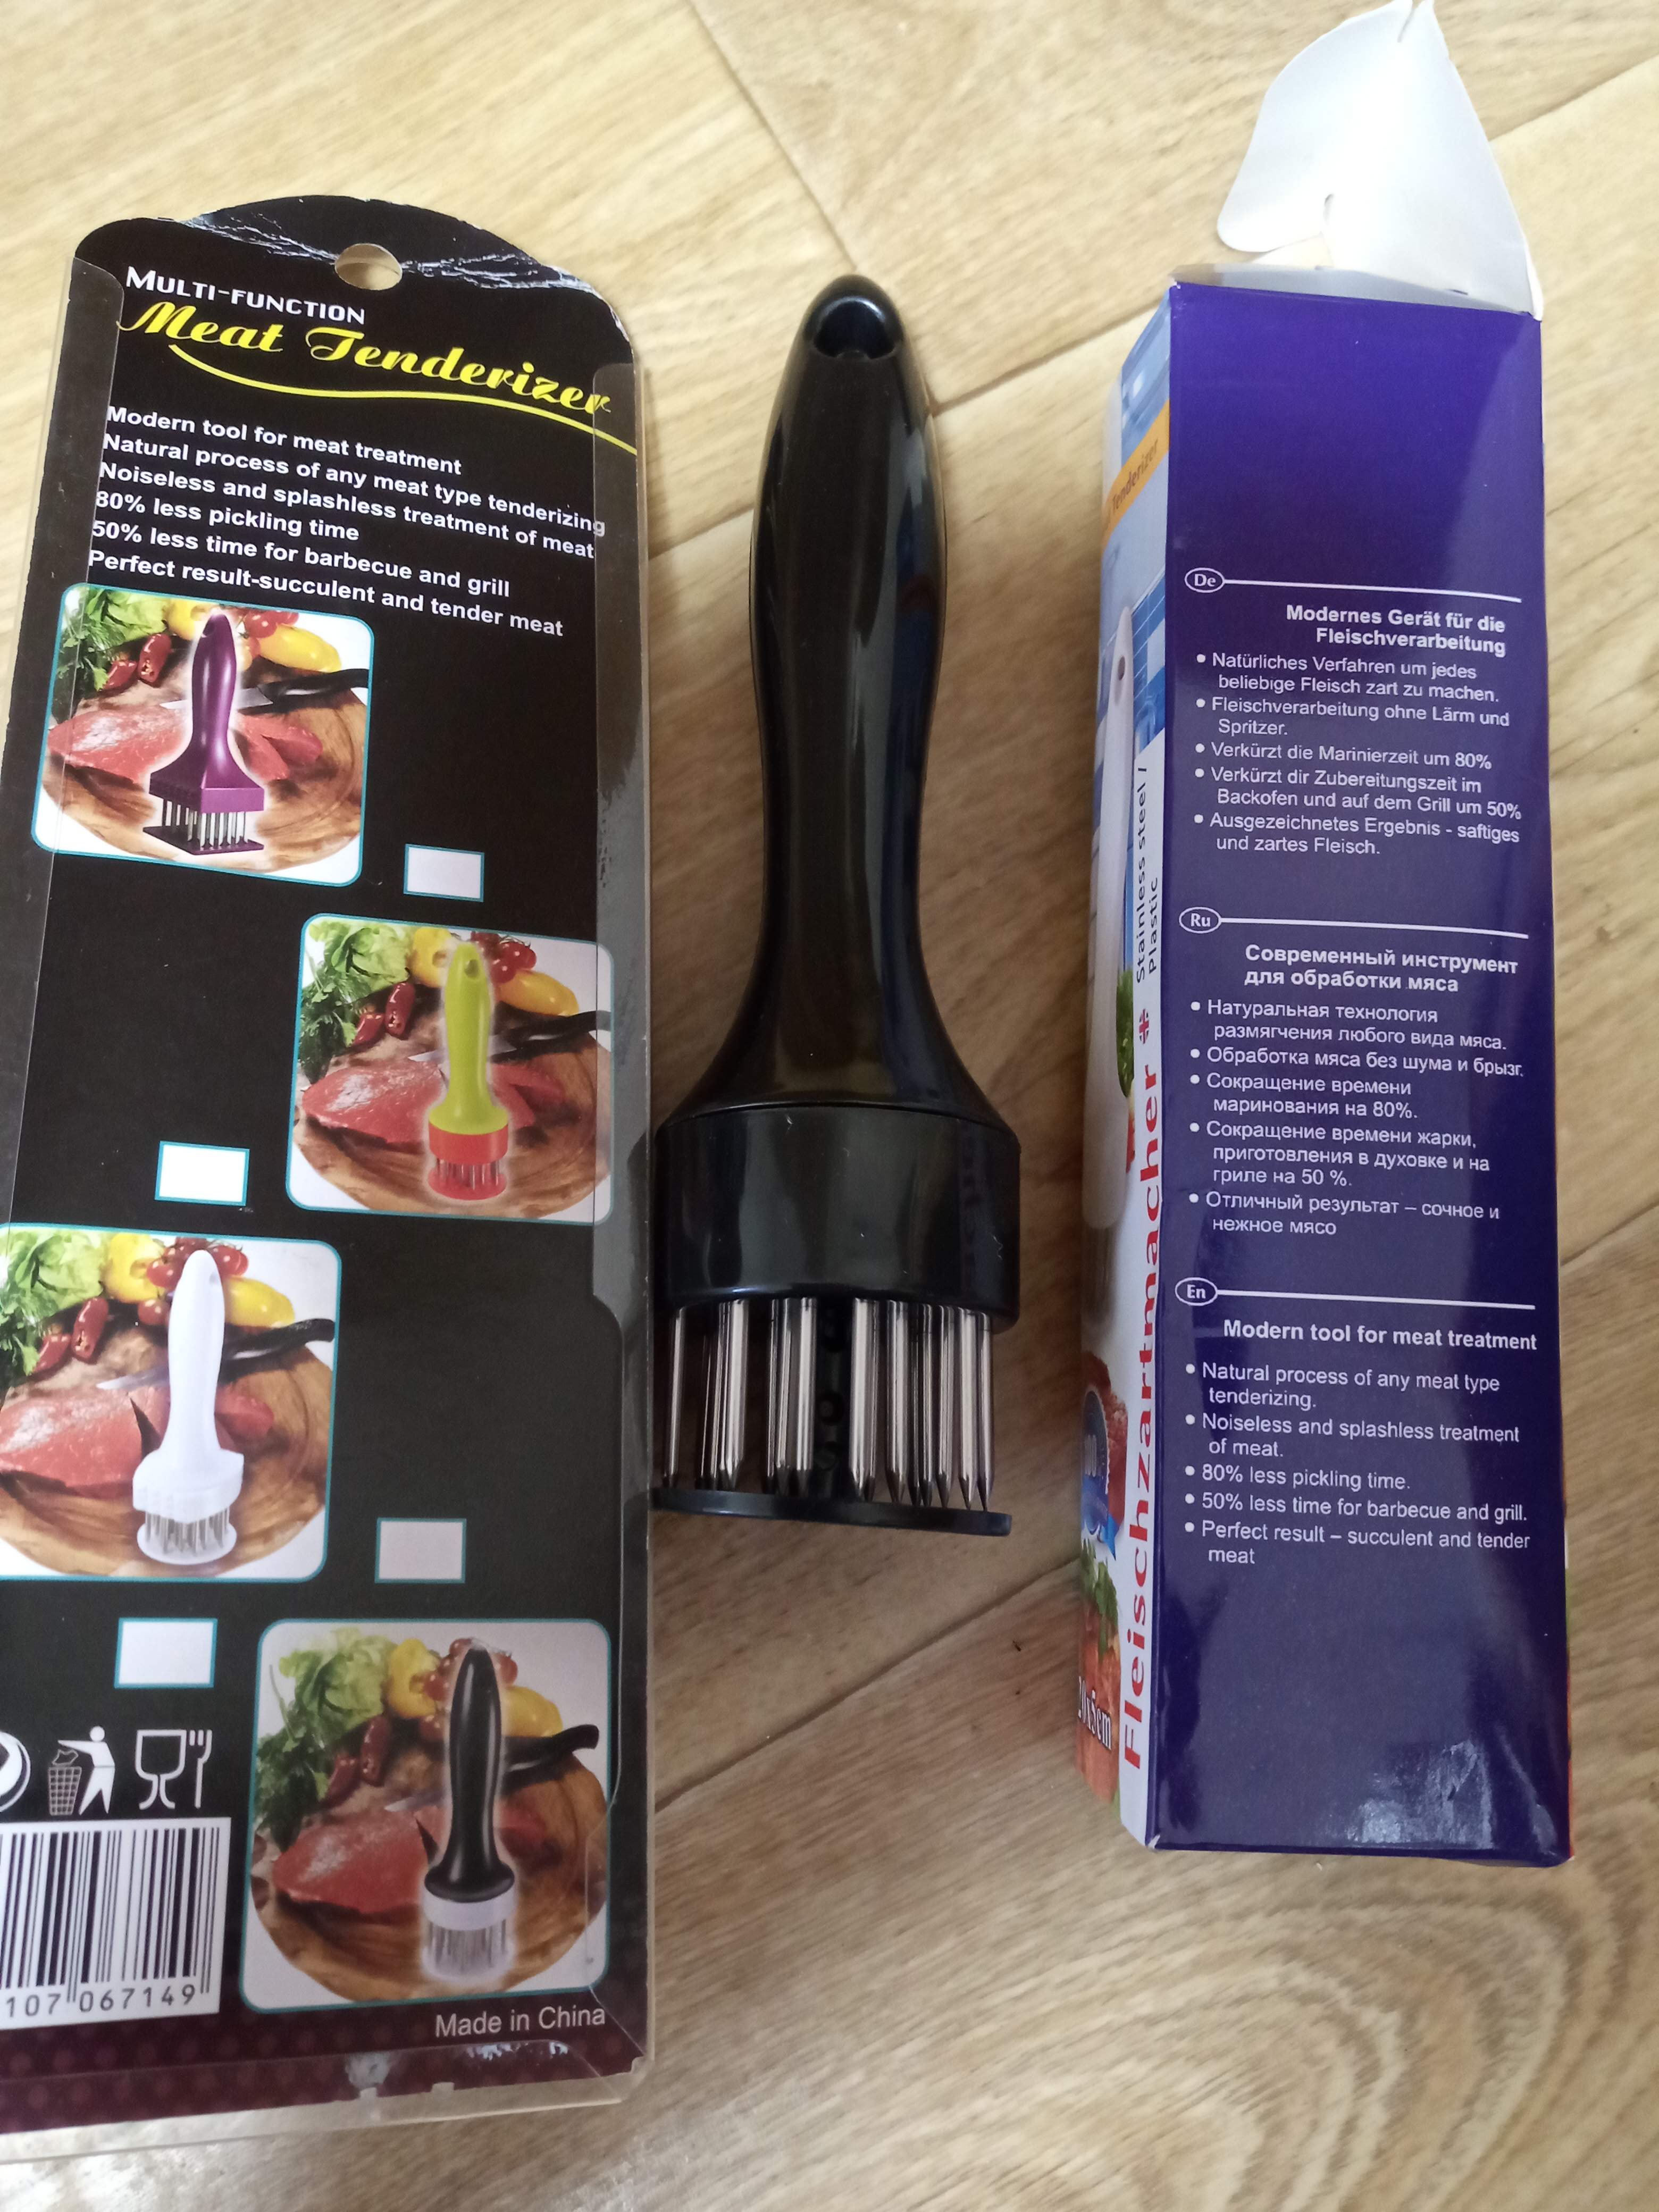 MULTI-FUNCTION
Meat Tenderizer
Modern tool for meat treatment
Natural process of any meat type tenderizing
Noiseless and splashless treatment of meat
80% less pickling time
50% less time for barbecue and grill
Perfect result-succulent and tender meat
107 067149
Made in China
Tenderizer
Fleischzartmacher * Stainless steel /
Plastic
20x5cm
De
Modernes Gerät für die
Fleischverarbeitung
• Natürliches Verfahren um jedes
beliebige Fleisch zart zu machen.
• Fleischverarbeitung ohne Lärm und
Spritzer.
• Verkürzt die Marinierzeit um 80%
• Verkürzt dir Zubereitungszeit im
Backofen und auf dem Grill um 50%
• Ausgezeichnetes Ergebnis - saftiges
und zartes Fleisch.
Ru
Современный инструмент
для обработки мяса
• Натуральная технология
размягчения любого вида мяса.
• Обработка мяса без шума и брызг.
• Сокращение времени
маринования на 80%.
• Сокращение времени жарки,
приготовления в духовке и на
гриле на 50 %.
• Отличный результат – сочное и
нежное мясо
En
Modern tool for meat treatment
• Natural process of any meat type
tenderizing.
• Noiseless and splashless treatment
of meat.
• 80% less pickling time.
• 50% less time for barbecue and grill.
• Perfect result – succulent and tender
meat